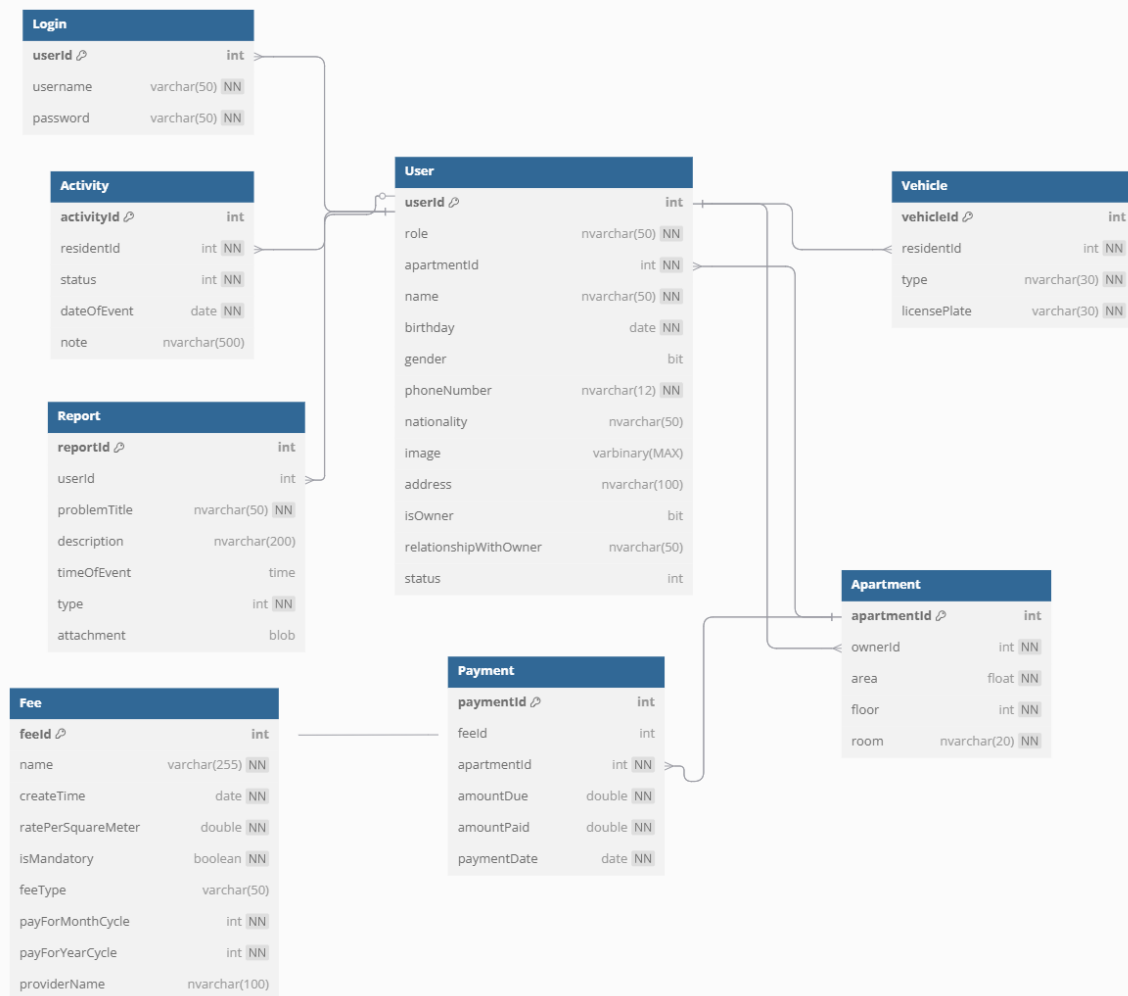 Login
userId int
username varchar(50) NN
password varchar(50) NN
Activity
activityId int
residentId int NN
status int NN
dateOfEvent date NN
note nvarchar(500)
Report
reportId int
userId int
problemTitle nvarchar(50) NN
description nvarchar(200)
timeOfEvent time
type int NN
attachment blob
Fee
feeId int
name varchar(255) NN
createTime date NN
ratePerSquareMeter double NN
isMandatory boolean NN
feeType varchar(50)
payForMonthCycle int NN
payForYearCycle int NN
providerName nvarchar(100)
User
userId int
role nvarchar(50) NN
apartmentId int NN
name nvarchar(50) NN
birthday date NN
gender bit
phoneNumber nvarchar(12) NN
nationality nvarchar(50)
image varbinary(MAX)
address nvarchar(100)
isOwner bit
relationshipWithOwner nvarchar(50)
status int
Payment
paymentId int
feeId int
apartmentId int NN
amountDue double NN
amountPaid double NN
paymentDate date NN
Vehicle
vehicleId int
residentId int NN
type nvarchar(30) NN
licensePlate varchar(30) NN
Apartment
apartmentId int
ownerId int NN
area float NN
floor int NN
room nvarchar(20) NN